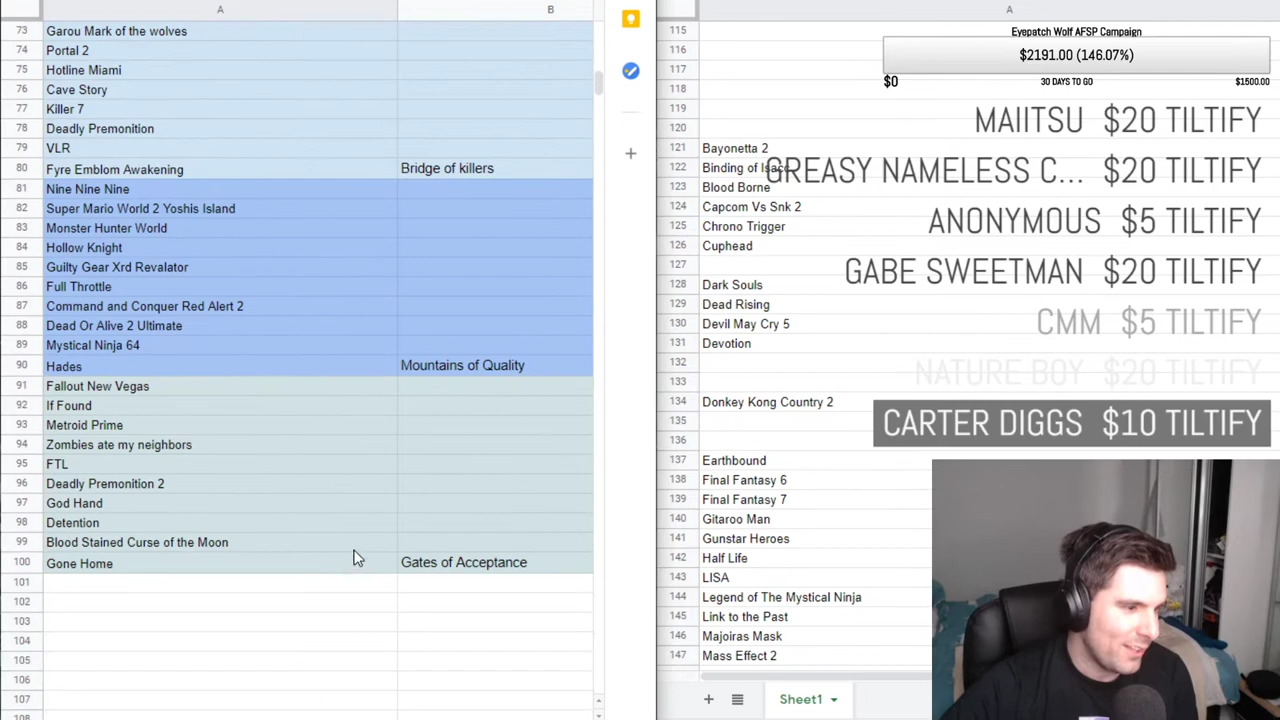 A
B
73 Garou Mark of the wolves
74 Portal 2
75 Hotline Miami
76 Cave Story
77 Killer 7
78 Deadly Premonition
79 VLR
80 Fyre Emblom Awakening Bridge of killers
81 Nine Nine Nine
82 Super Mario World 2 Yoshis Island
83 Monster Hunter World
84 Hollow Knight
85 Guilty Gear Xrd Revalator
86 Full Throttle
87 Command and Conquer Red Alert 2
88 Dead Or Alive 2 Ultimate
89 Mystical Ninja 64
90 Hades Mountains of Quality
91 Fallout New Vegas
92 If Found
93 Metroid Prime
94 Zombies ate my neighbors
95 FTL
96 Deadly Premonition 2
97 God Hand
98 Detention
99 Blood Stained Curse of the Moon
100 Gone Home Gates of Acceptance
101
102
103
104
105
106
107
108
A
115
116
117
118
119
120
121 Bayonetta 2
122 Binding of Isacc
123 Blood Borne
124 Capcom Vs Snk 2
125 Chrono Trigger
126 Cuphead
127
128 Dark Souls
129 Dead Rising
130 Devil May Cry 5
131 Devotion
132
133
134 Donkey Kong Country 2
135
136
137 Earthbound
138 Final Fantasy 6
139 Final Fantasy 7
140 Gitaroo Man
141 Gunstar Heroes
142 Half Life
143 LISA
144 Legend of The Mystical Ninja
145 Link to the Past
146 Majoiras Mask
147 Mass Effect 2
Sheet1
Eyepatch Wolf AFSP Campaign
$2191.00 (146.07%)
$0 30 DAYS TO GO $1500.00
MAIITSU $20 TILTIFY
GREASY NAMELESS C... $20 TILTIFY
ANONYMOUS $5 TILTIFY
GABE SWEETMAN $20 TILTIFY
CMM $5 TILTIFY
NATURE BOY $20 TILTIFY
CARTER DIGGS $10 TILTIFY